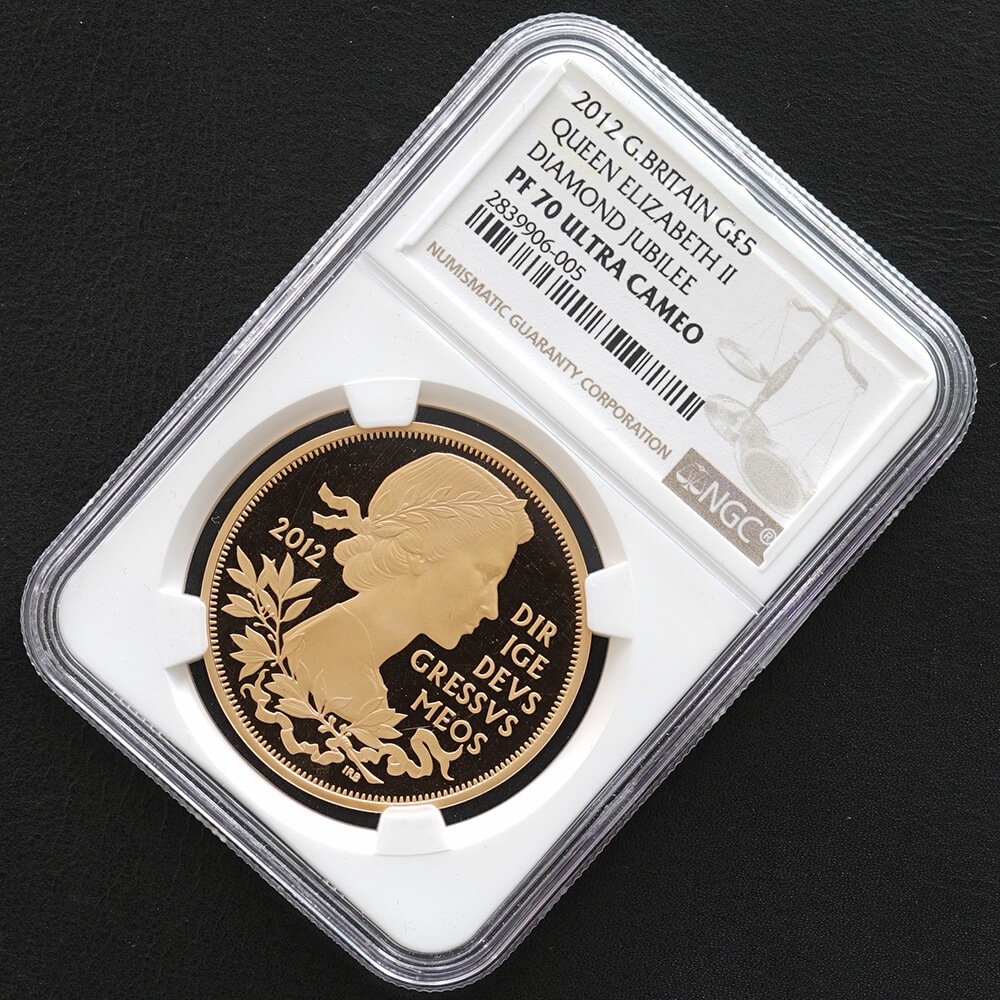 2012 G.BRITAIN G£5
QUEEN ELIZABETH II
DIAMOND JUBILEE
PF 70 ULTRA CAMEO
2839906-005
NUMISMATIC GUARANTY CORPORATION
NGC®
2012
DIR
IGE
DEVS
GRESSVS
MEOS
IRB